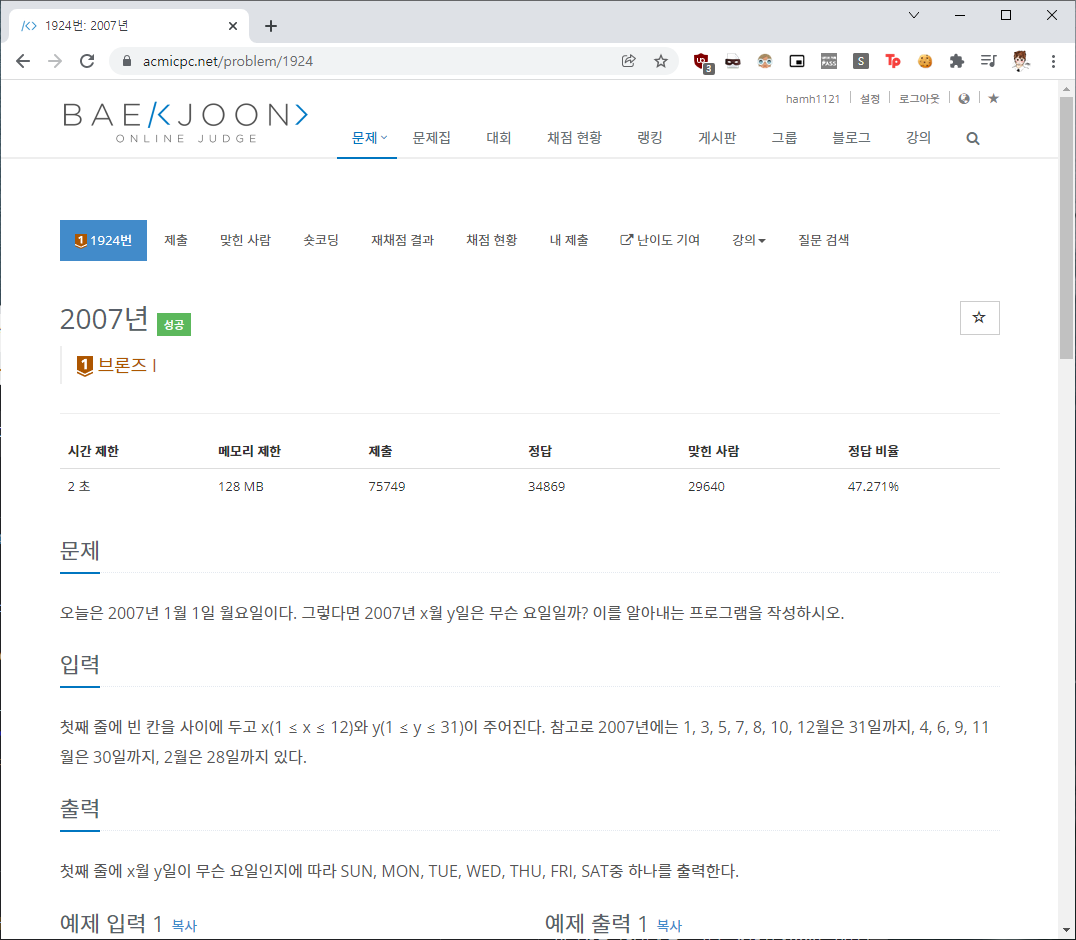 1924번: 2007년
acmicpc.net/problem/1924
3
hamh1121 설정 로그아웃
BAEKJOON>
ONLINE JUDGE
문제 문제집 대회 채점 현황 랭킹 게시판 그룹 블로그 강의
1 1924번 제출 맞힌 사람 숏코딩 재채점 결과 채점 현황 내 제출 난이도 기여 강의 질문 검색
2007년 성공
1 브론즈 I
시간 제한 메모리 제한 제출 정답 맞힌 사람 정답 비율
2 초 128 MB 75749 34869 29640 47.271%
문제
오늘은 2007년 1월 1일 월요일이다. 그렇다면 2007년 x월 y일은 무슨 요일일까? 이를 알아내는 프로그램을 작성하시오.
입력
첫째 줄에 빈 칸을 사이에 두고 x(1 ≤ x ≤ 12)와 y(1 ≤ y ≤ 31)이 주어진다. 참고로 2007년에는 1, 3, 5, 7, 8, 10, 12월은 31일까지, 4, 6, 9, 11
월은 30일까지, 2월은 28일까지 있다.
출력
첫째 줄에 x월 y일이 무슨 요일인지에 따라 SUN, MON, TUE, WED, THU, FRI, SAT중 하나를 출력한다.
예제 입력 1 복사 예제 출력 1 복사